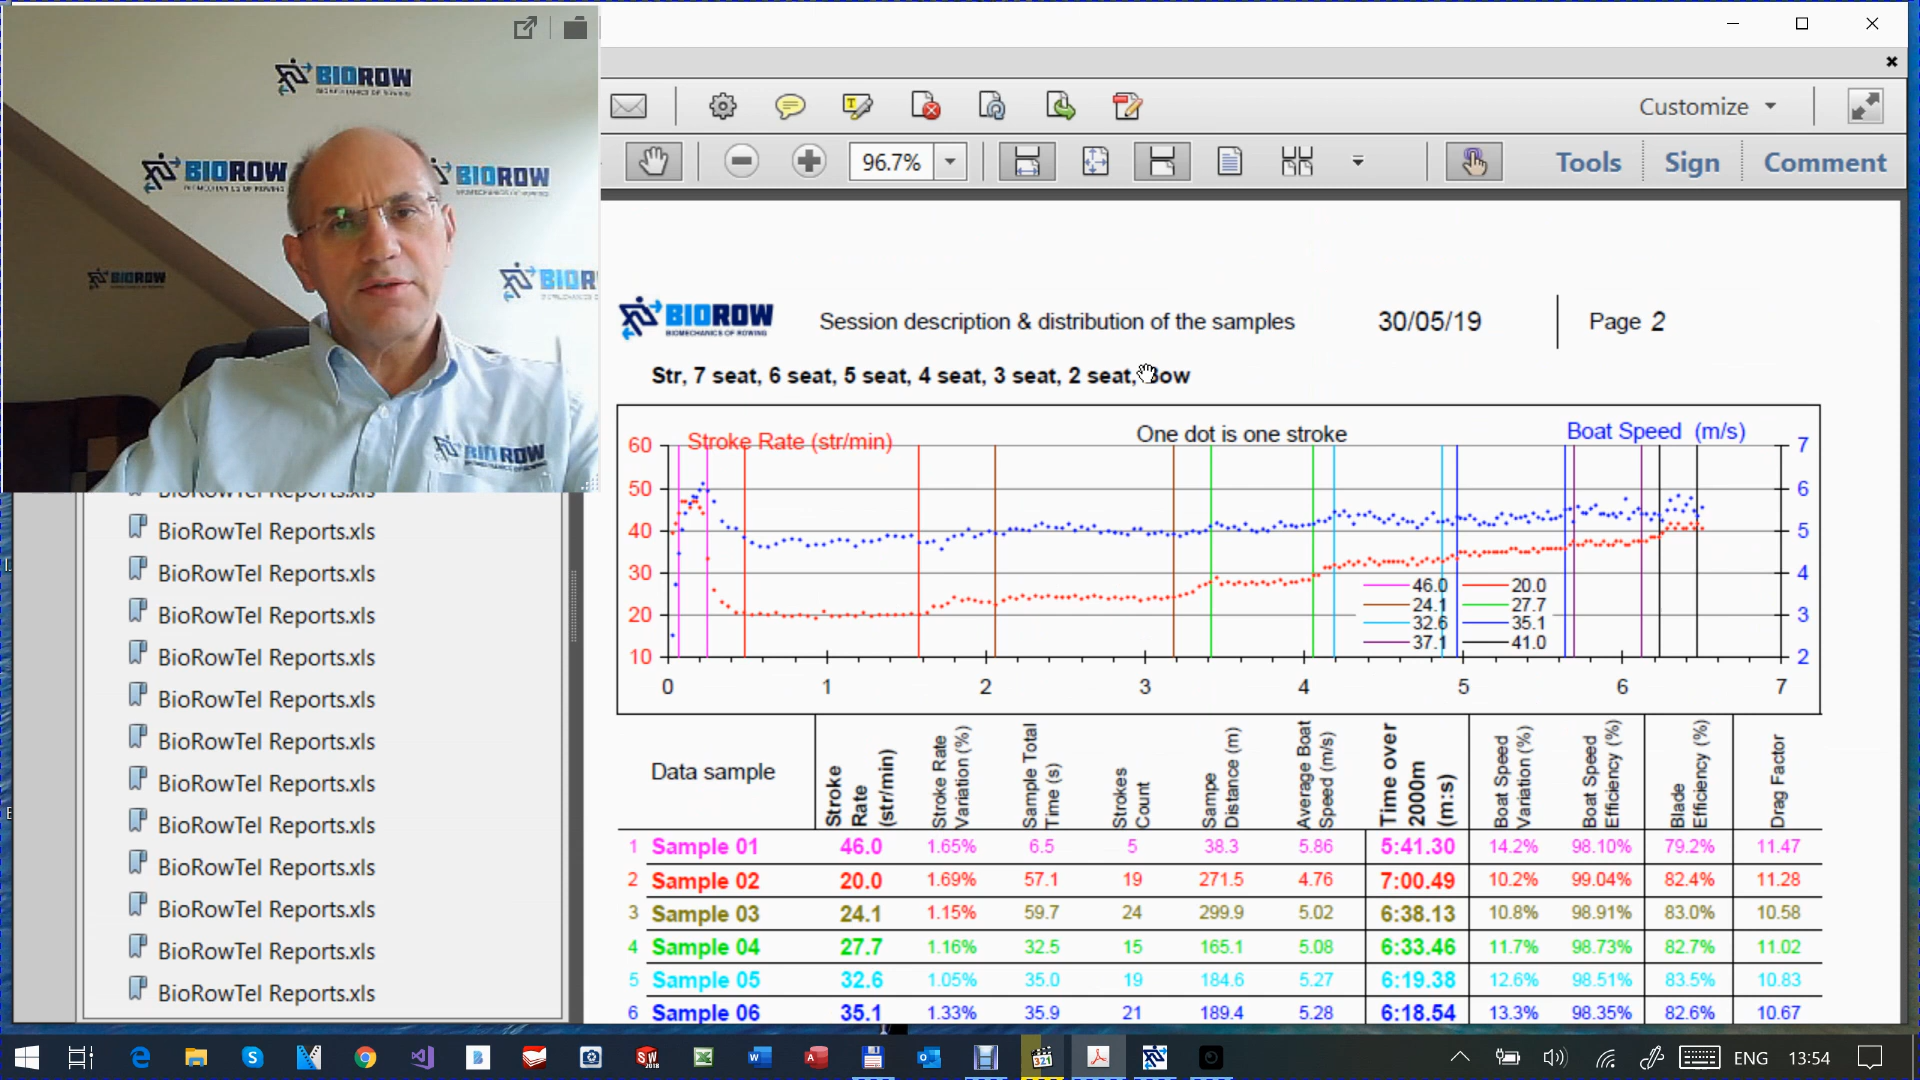 BIOROW
BIOROW
BIOROW
BIOROW
BIOR
BIOROW
Customize
96.7%
Tools
Sign
Comment
BIOROW
BIOMECHANICS OF ROWING
Session description & distribution of the samples
30/05/19
Page 2
Str, 7 seat, 6 seat, 5 seat, 4 seat, 3 seat, 2 seat, Bow
Stroke Rate (str/min)
One dot is one stroke
Boat Speed (m/s)
60 7
50 6
40 5
30 4
20 3
10 2
46.0 20.0
24.1 27.7
32.6 35.1
37.1 41.0
0 1 2 3 4 5 6 7
Data sample
Stroke Rate (str/min)
Stroke Rate Variation (%)
Sample Total Time (s)
Strokes Count
Sampe Distance (m)
Average Boat Speed (m/s)
Time over 2000m (m:s)
Boat Speed Variation (%)
Boat Speed Efficiency (%)
Blade Efficiency (%)
Drag Factor
1 Sample 01 46.0 1.65% 6.5 5 38.3 5.86 5:41.30 14.2% 98.10% 79.2% 11.47
2 Sample 02 20.0 1.69% 57.1 19 271.5 4.76 7:00.49 10.2% 99.04% 82.4% 11.28
3 Sample 03 24.1 1.15% 59.7 24 299.9 5.02 6:38.13 10.8% 98.91% 83.0% 10.58
4 Sample 04 27.7 1.16% 32.5 15 165.1 5.08 6:33.46 11.7% 98.73% 82.7% 11.02
5 Sample 05 32.6 1.05% 35.0 19 184.6 5.27 6:19.38 12.6% 98.51% 83.5% 10.83
6 Sample 06 35.1 1.33% 35.9 21 189.4 5.28 6:18.54 13.3% 98.35% 82.6% 10.67
BioRowTel Reports.xls
BioRowTel Reports.xls
BioRowTel Reports.xls
BioRowTel Reports.xls
BioRowTel Reports.xls
BioRowTel Reports.xls
BioRowTel Reports.xls
BioRowTel Reports.xls
BioRowTel Reports.xls
BioRowTel Reports.xls
BioRowTel Reports.xls
BioRowTel Reports.xls
BioRowTel Reports.xls
ENG
13:54